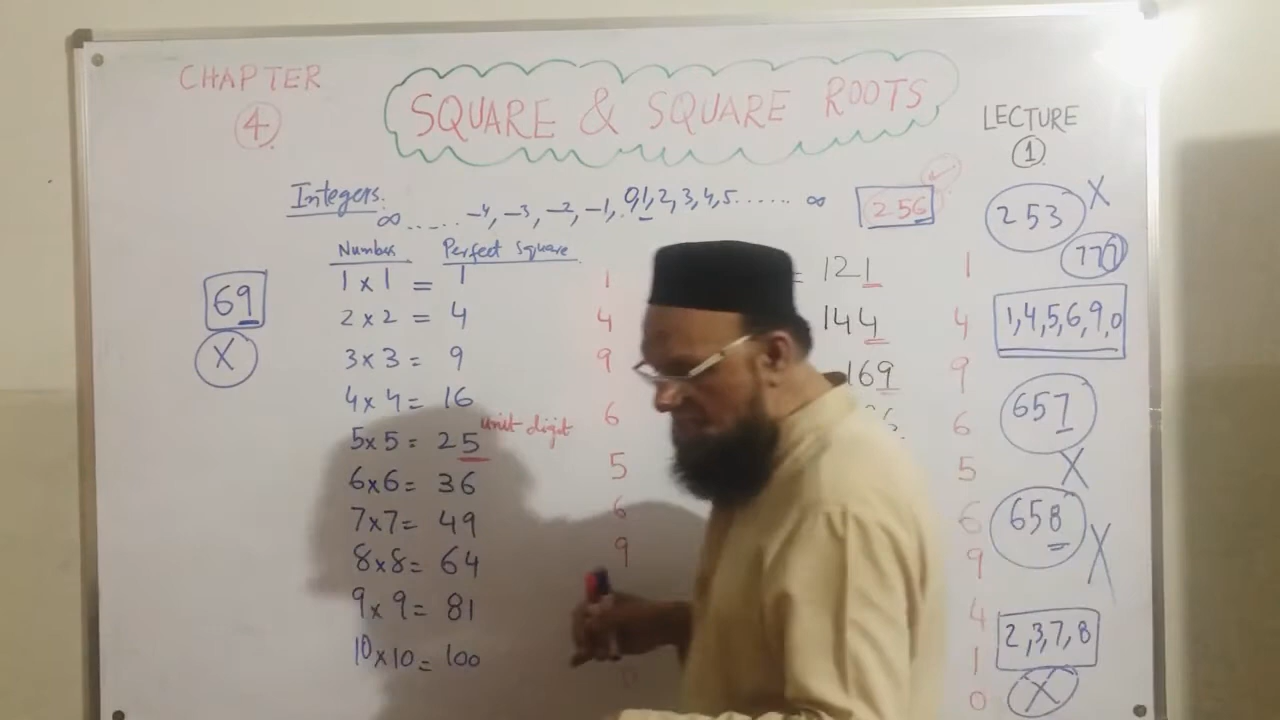 CHAPTER
4
SQUARE & SQUARE ROOTS
LECTURE
1
Integers.
∞ ...... -4, -3, -2, -1, 0,1,2,3,4,5...... ∞
256
253 X
777
Number Perfect Square
1 x 1 = 1
2 x 2 = 4
3 x 3 = 9
4 x 4 = 16
5 x 5 = 25 unit digit
6 x 6 = 36
7 x 7 = 49
8 x 8 = 64
9 x 9 = 81
10 x 10 = 100
69
X
1
4
9
6
5
6
9
0
= 121
144
169
6.
1
4
9
6
5
6
9
4
1
0
1,4,5,6,9,0
657
X
658
X
2,3,7,8
X